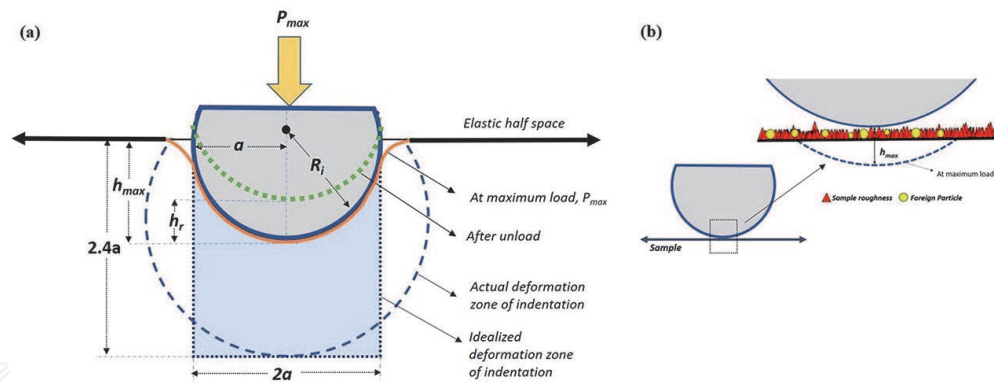 (a)
P_max
Elastic half space
a
R_i
h_max
h_r
2.4a
At maximum load, P_max
After unload
Actual deformation
zone of indentation
Idealized
deformation zone
of indentation
2a
(b)
h_max
At maximum load
Sample roughness
Foreign Particle
Sample